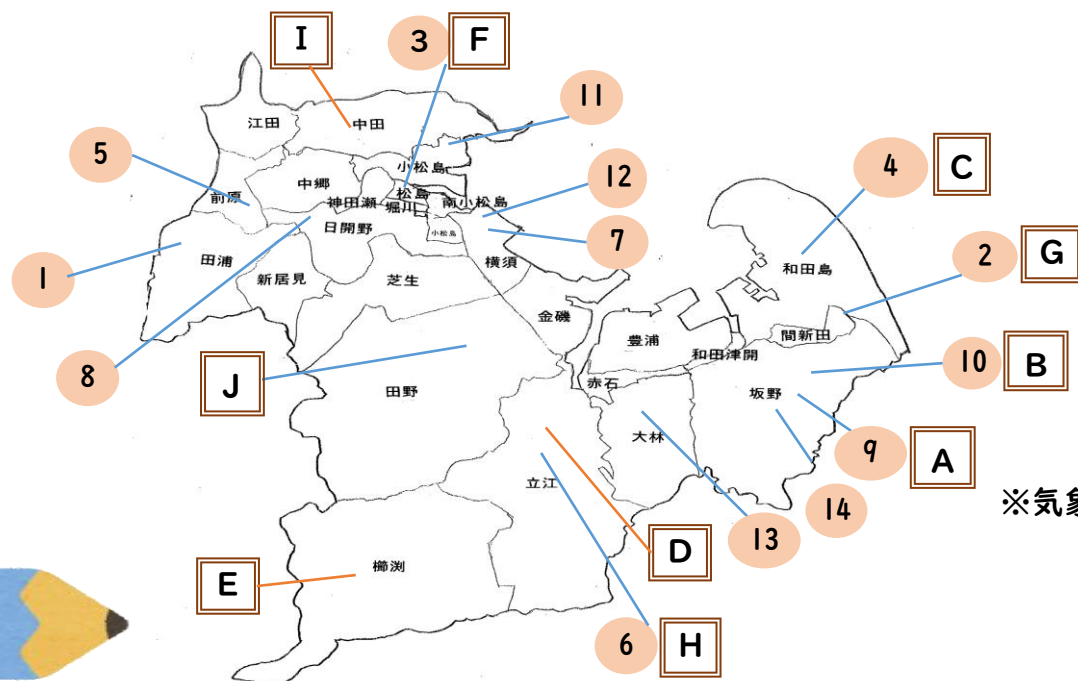 I
3
F
11
江田
中田
5
小松島
4
C
中郷
松島
12
前原
神田瀬
堀川
南小松島
日開野
小松島
7
2
G
1
田浦
横須
和田島
新居見
芝生
金磯
間新田
豊浦
和田津開
8
J
10
B
赤石
田野
坂野
大林
9
A
立江
14
※気象
13
D
櫛渕
E
6
H